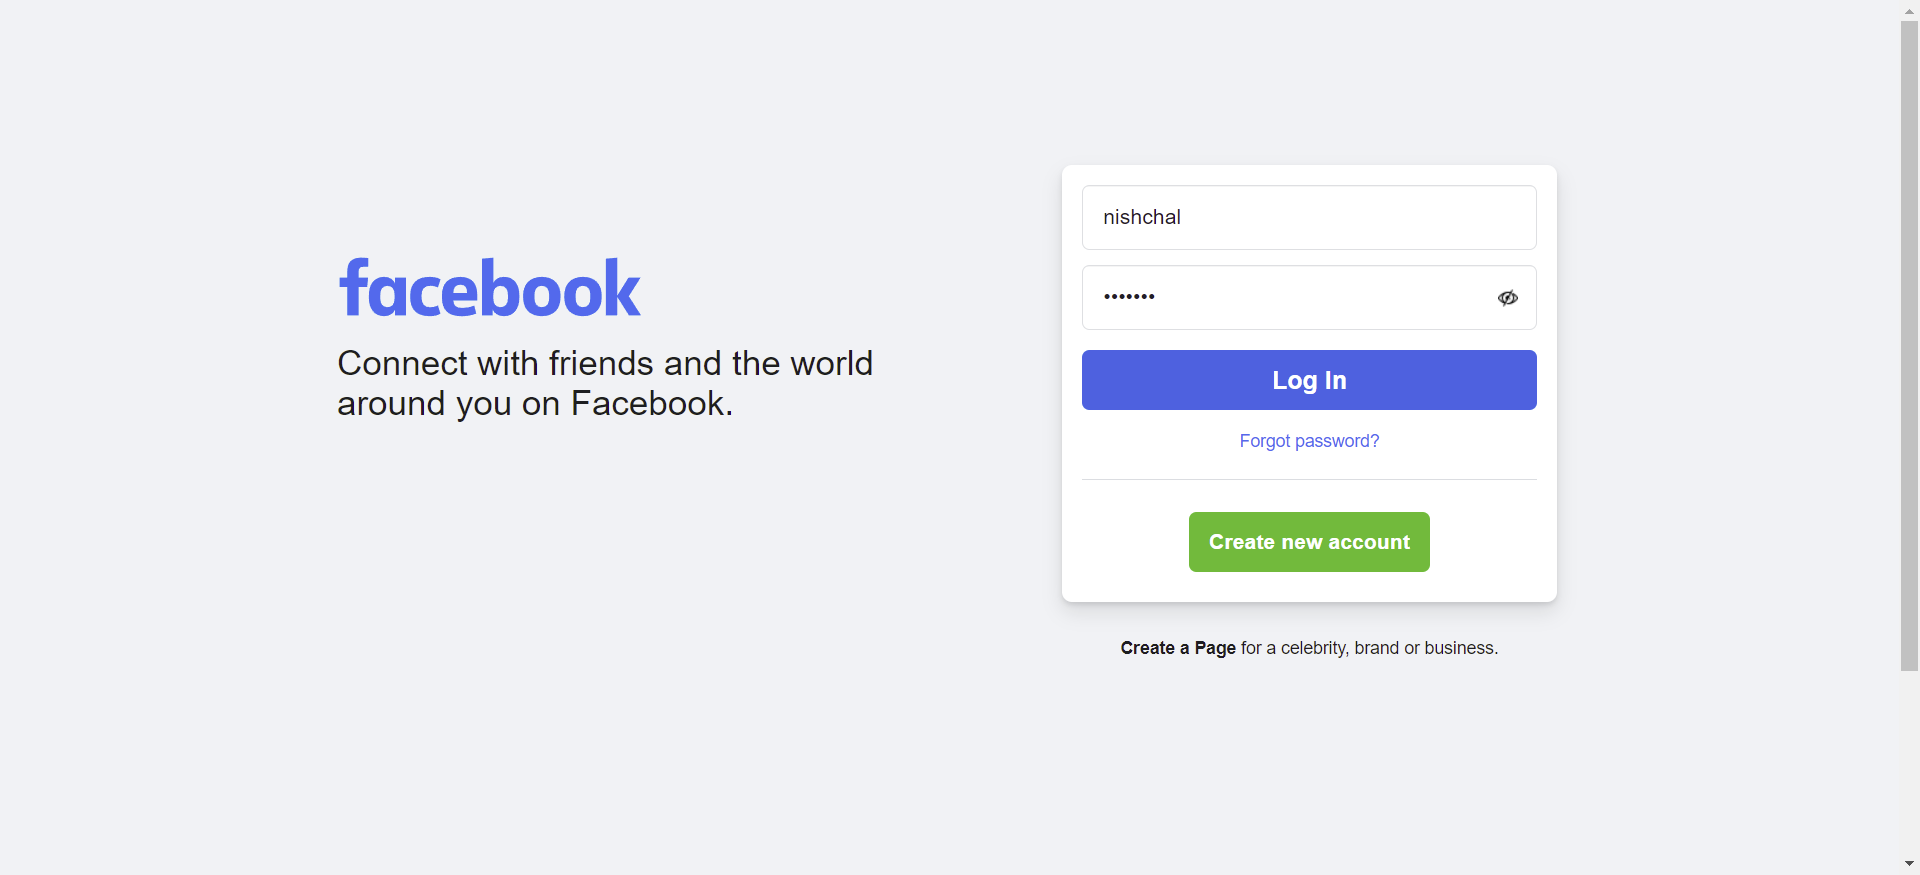 facebook
Connect with friends and the world
around you on Facebook.
nishchal
•••••••
Log In
Forgot password?
Create new account
Create a Page for a celebrity, brand or business.